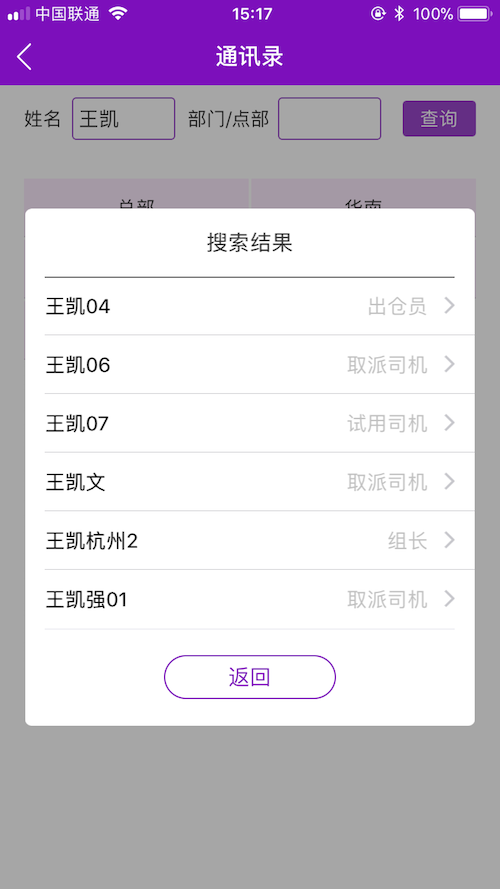 中国联通 15:17 100%
通讯录
姓名 王凯 部门/点部 查询
总部 华南
搜索结果
王凯04 出仓员
王凯06 取派司机
王凯07 试用司机
王凯文 取派司机
王凯杭州2 组长
王凯强01 取派司机
返回